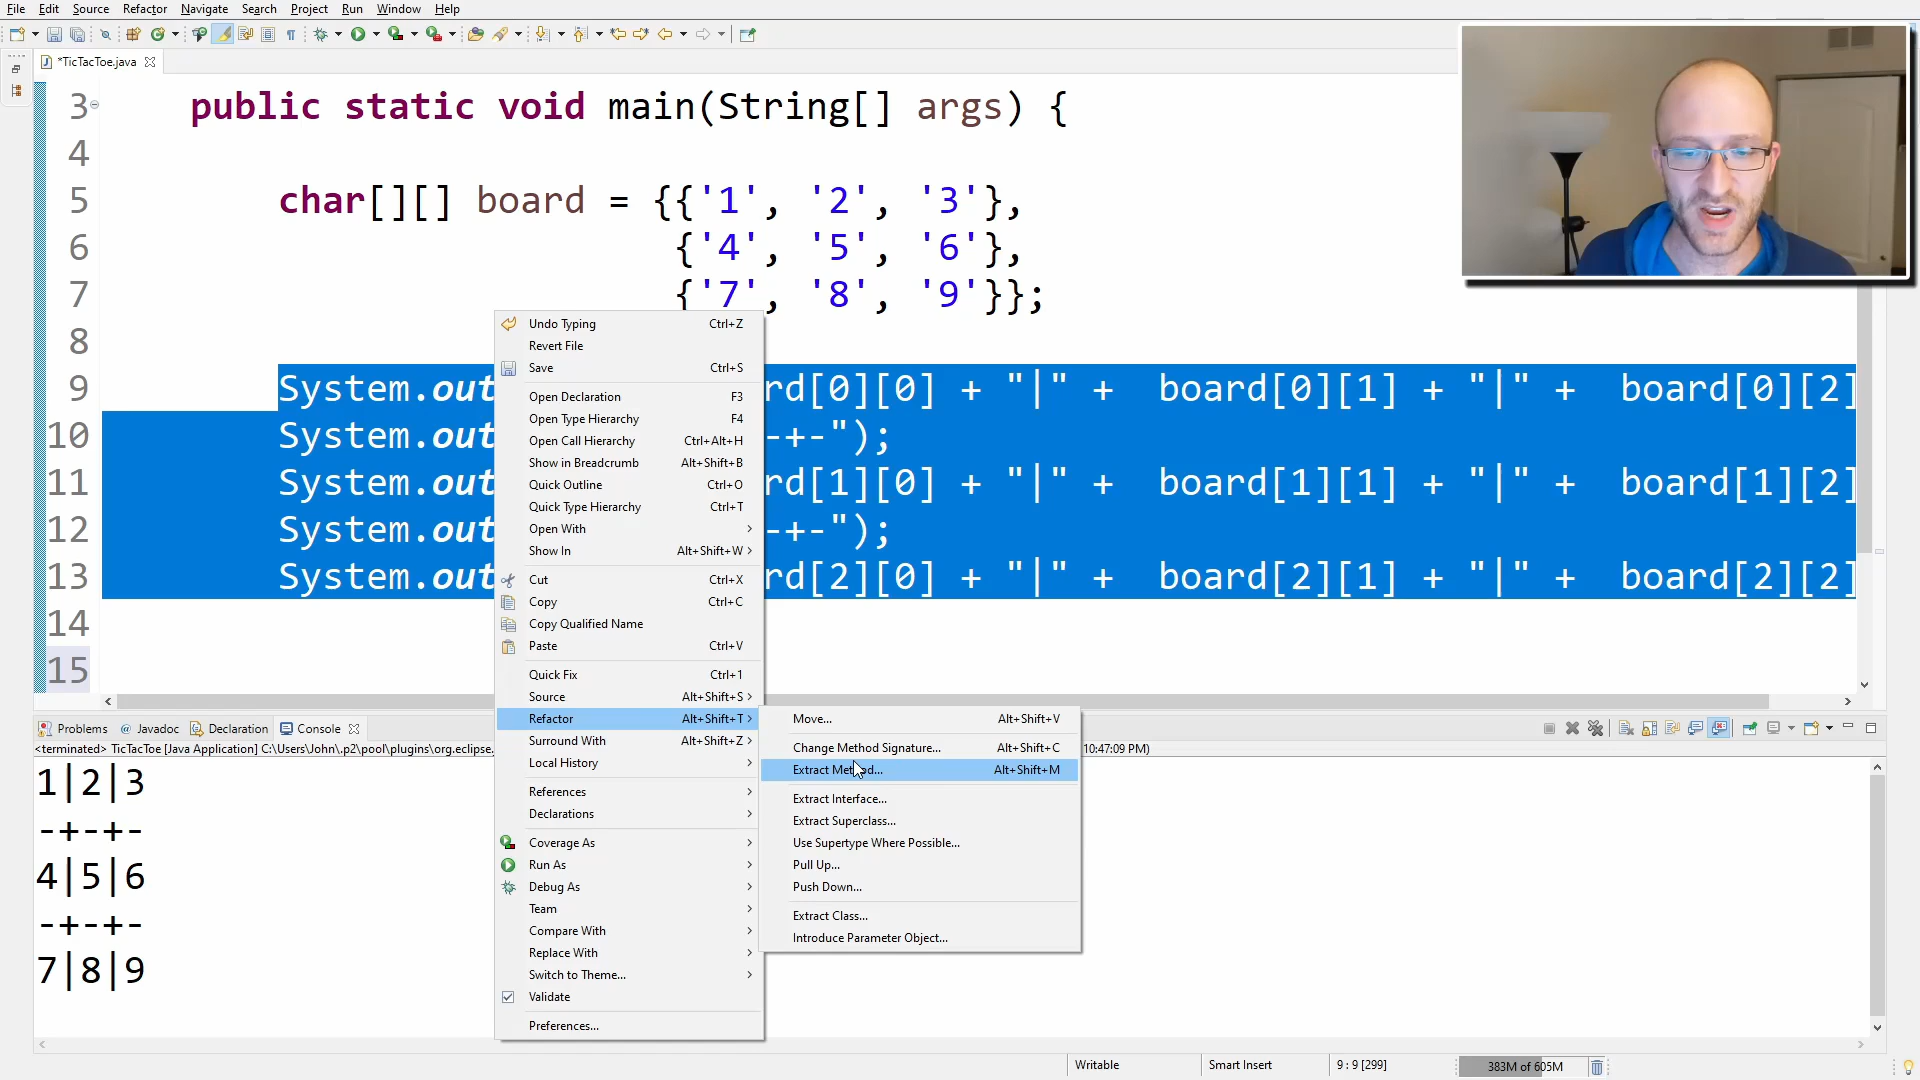 File Edit Source Refactor Navigate Search Project Run Window Help
*TicTacToe.java
3 public static void main(String[] args) {
4
5 char[][] board = {{'1', '2', '3'},
6 {'4', '5', '6'},
7 {'7', '8', '9'}};
8
9 System.out rd[0][0] + "|" + board[0][1] + "|" + board[0][2]
10 System.out -+-");
11 System.out rd[1][0] + "|" + board[1][1] + "|" + board[1][2]
12 System.out -+-");
13 System.out rd[2][0] + "|" + board[2][1] + "|" + board[2][2]
14
15
Undo Typing Ctrl+Z
Revert File
Save Ctrl+S
Open Declaration F3
Open Type Hierarchy F4
Open Call Hierarchy Ctrl+Alt+H
Show in Breadcrumb Alt+Shift+B
Quick Outline Ctrl+O
Quick Type Hierarchy Ctrl+T
Open With
Show In Alt+Shift+W
Cut Ctrl+X
Copy Ctrl+C
Copy Qualified Name
Paste Ctrl+V
Quick Fix Ctrl+1
Source Alt+Shift+S
Refactor Alt+Shift+T
Surround With Alt+Shift+Z
Local History
References
Declarations
Coverage As
Run As
Debug As
Team
Compare With
Replace With
Switch to Theme...
Validate
Preferences...
Move... Alt+Shift+V
Change Method Signature... Alt+Shift+C
Extract Method... Alt+Shift+M
Extract Interface...
Extract Superclass...
Use Supertype Where Possible...
Pull Up...
Push Down...
Extract Class...
Introduce Parameter Object...
Problems @ Javadoc Declaration Console
<terminated> TicTacToe [Java Application] C:\Users\John\.p2\pool\plugins\org.eclipse. 10:47:09 PM)
1|2|3
-+-+-
4|5|6
-+-+-
7|8|9
Writable Smart Insert 9 : 9 [299] 383M of 605M